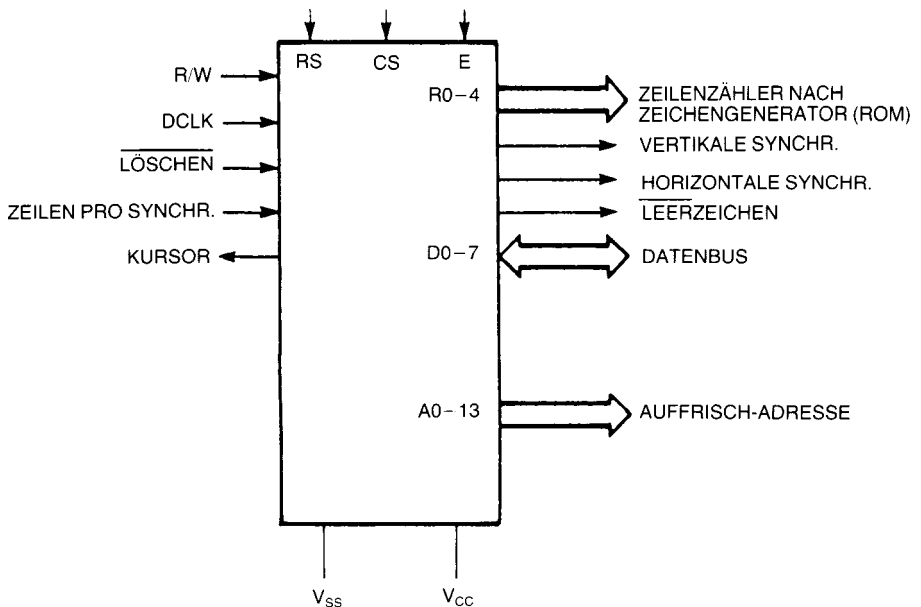 RS CS E
R/W
DCLK
LÖSCHEN
ZEILEN PRO SYNCHR.
KURSOR
R0–4
ZEILENZÄHLER NACH
ZEICHENGENERATOR (ROM)
VERTIKALE SYNCHR.
HORIZONTALE SYNCHR.
LEERZEICHEN
D0–7
DATENBUS
A0–13
AUFFRISCH-ADRESSE
VSS
VCC